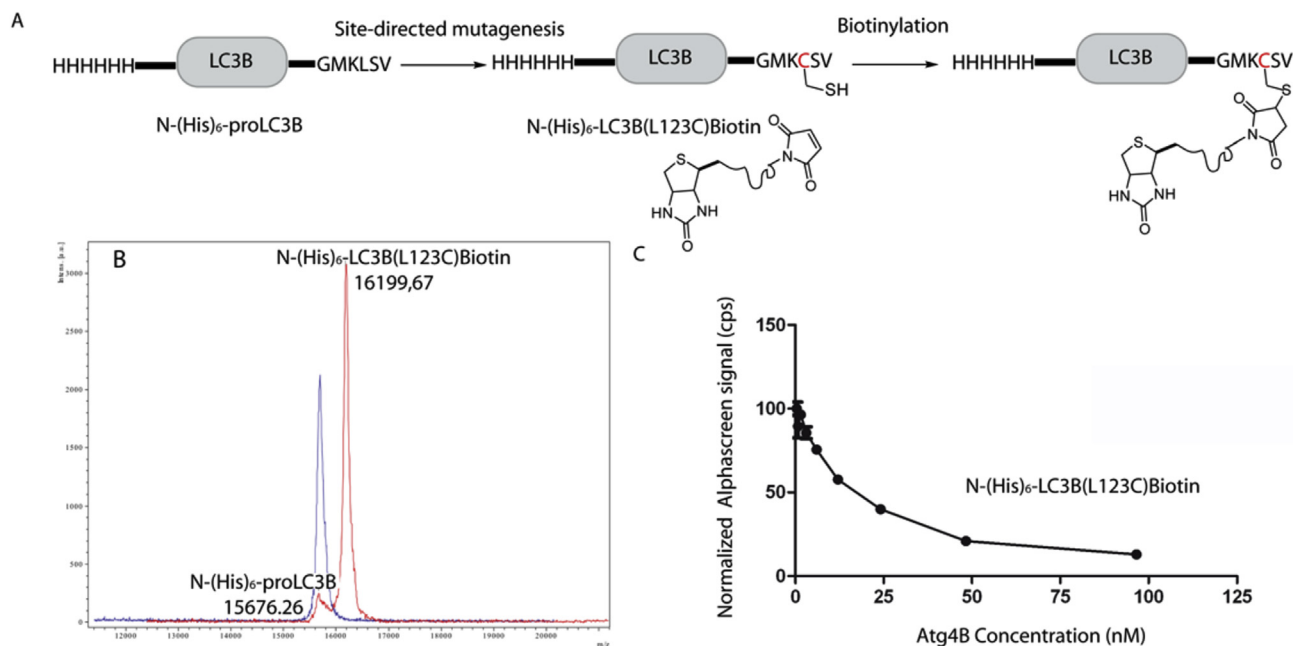 A
Site-directed mutagenesis
Biotinylation
HHHHHH LC3B GMKLSV
HHHHHH LC3B GMKCSV
HHHHHH LC3B GMKCSV
SH
S
N-(His)₆-proLC3B
N-(His)₆-LC3B(L123C)Biotin
O
N
O
S
HN NH
O
O
N
O
S
HN NH
O
B
Intens. [a.u.]
N-(His)₆-LC3B(L123C)Biotin
16199,67
3000
2500
2000
1500
1000
500
0
N-(His)₆-proLC3B
15676.26
12000 13000 14000 15000 16000 17000 18000 19000 20000
m/z
C
Normalized Alphascreen signal (cps)
150
100
50
0
N-(His)₆-LC3B(L123C)Biotin
0 25 50 75 100 125
Atg4B Concentration (nM)